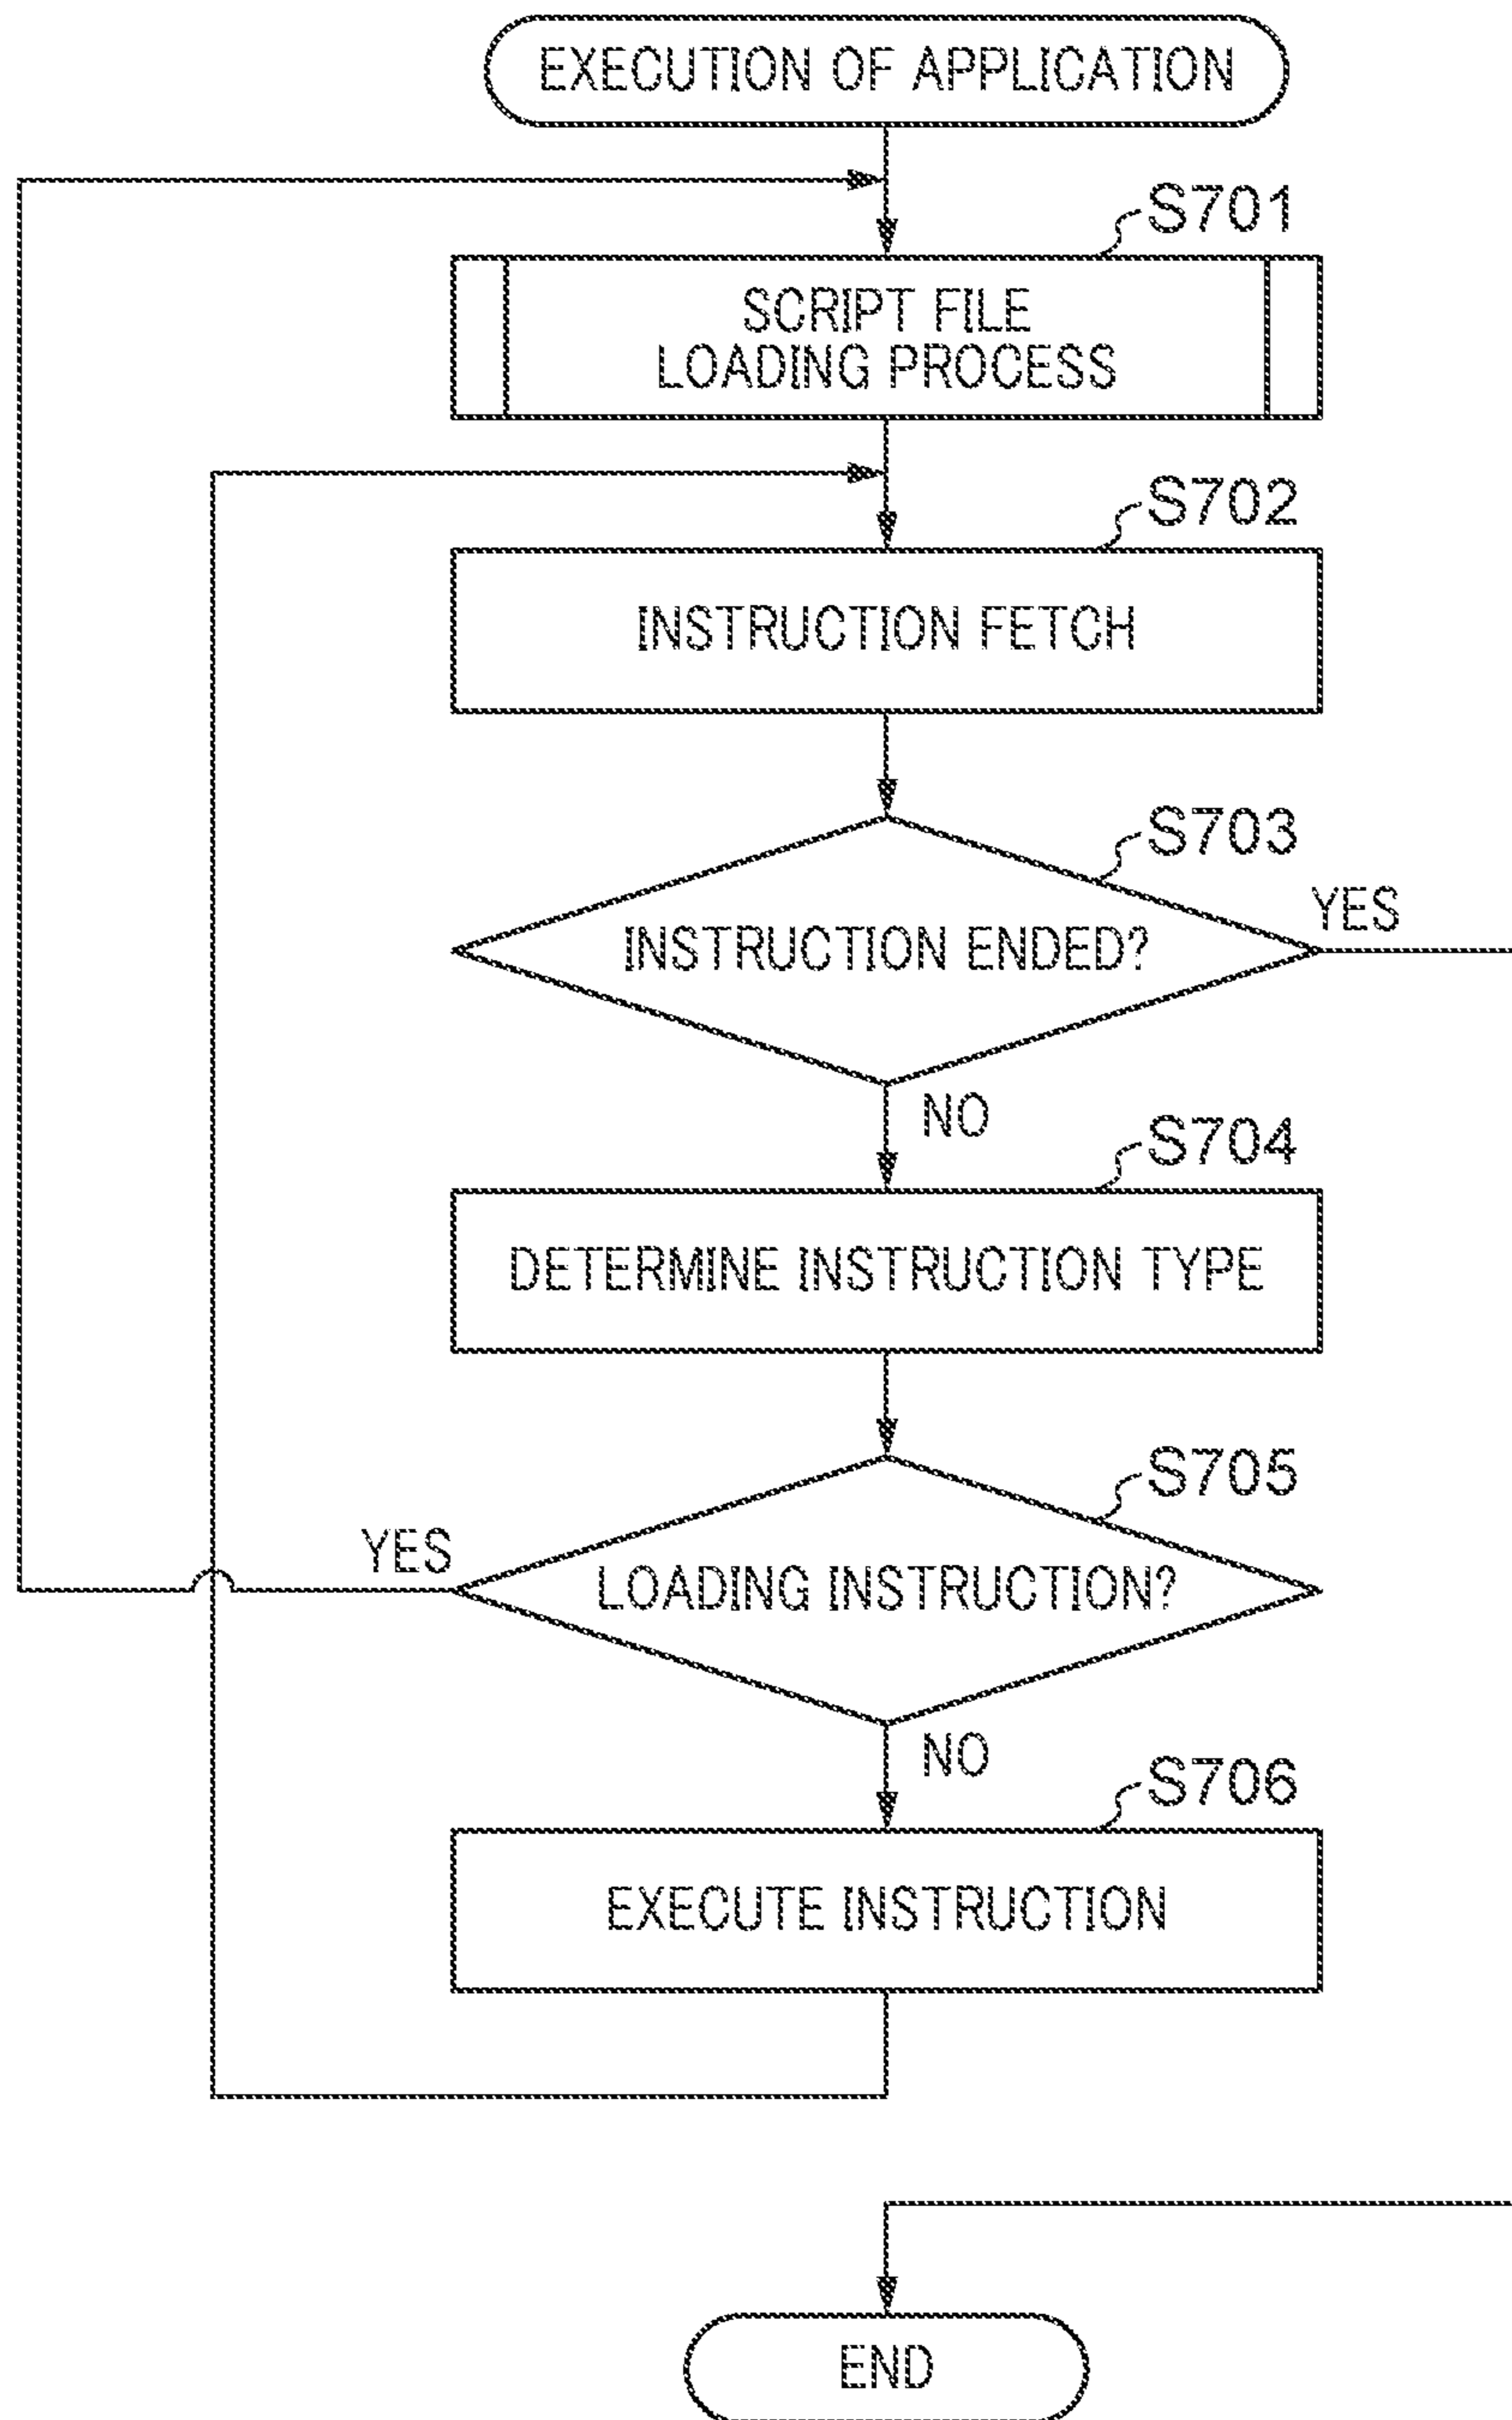 EXECUTION OF APPLICATION
S701
SCRIPT FILE
LOADING PROCESS
S702
INSTRUCTION FETCH
S703
YES
INSTRUCTION ENDED?
NO
S704
DETERMINE INSTRUCTION TYPE
S705
YES
LOADING INSTRUCTION?
NO
S706
EXECUTE INSTRUCTION
END